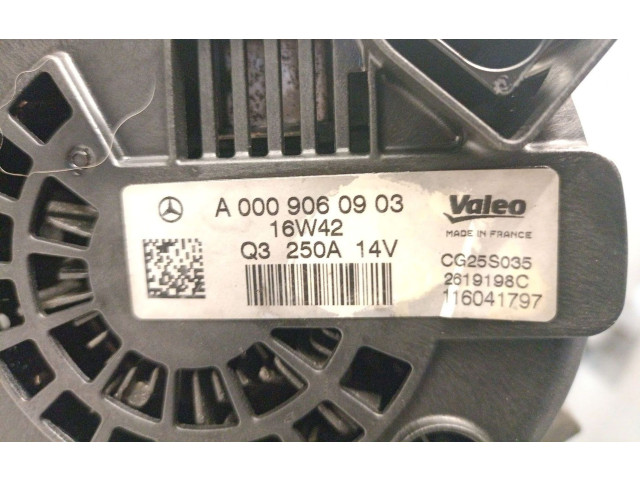 A 000 906 09 03
16W42
Q3 250A 14V
Valeo
MADE IN FRANCE
CG25S035
2619198C
116041797